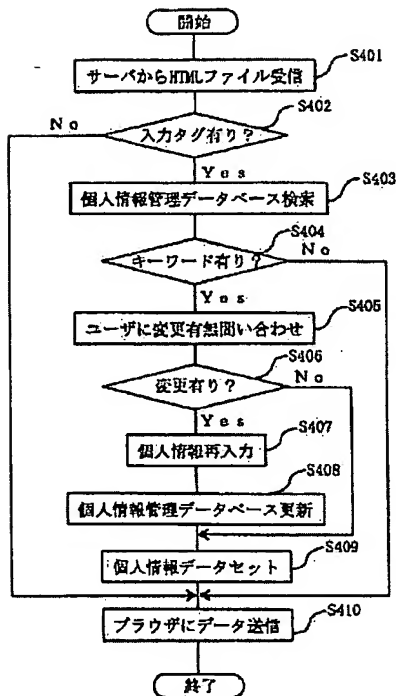 開始
サーバからHTMLファイル受信
S401
S402
No
入力タグ有り?
Yes
個人情報管理データベース検索
S403
S404
キーワード有り?
No
Yes
S405
ユーザに変更有無問い合わせ
S406
変更有り?
No
Yes
S407
個人情報再入力
S408
個人情報管理データベース更新
S409
個人情報データセット
S410
ブラウザにデータ送信
終了